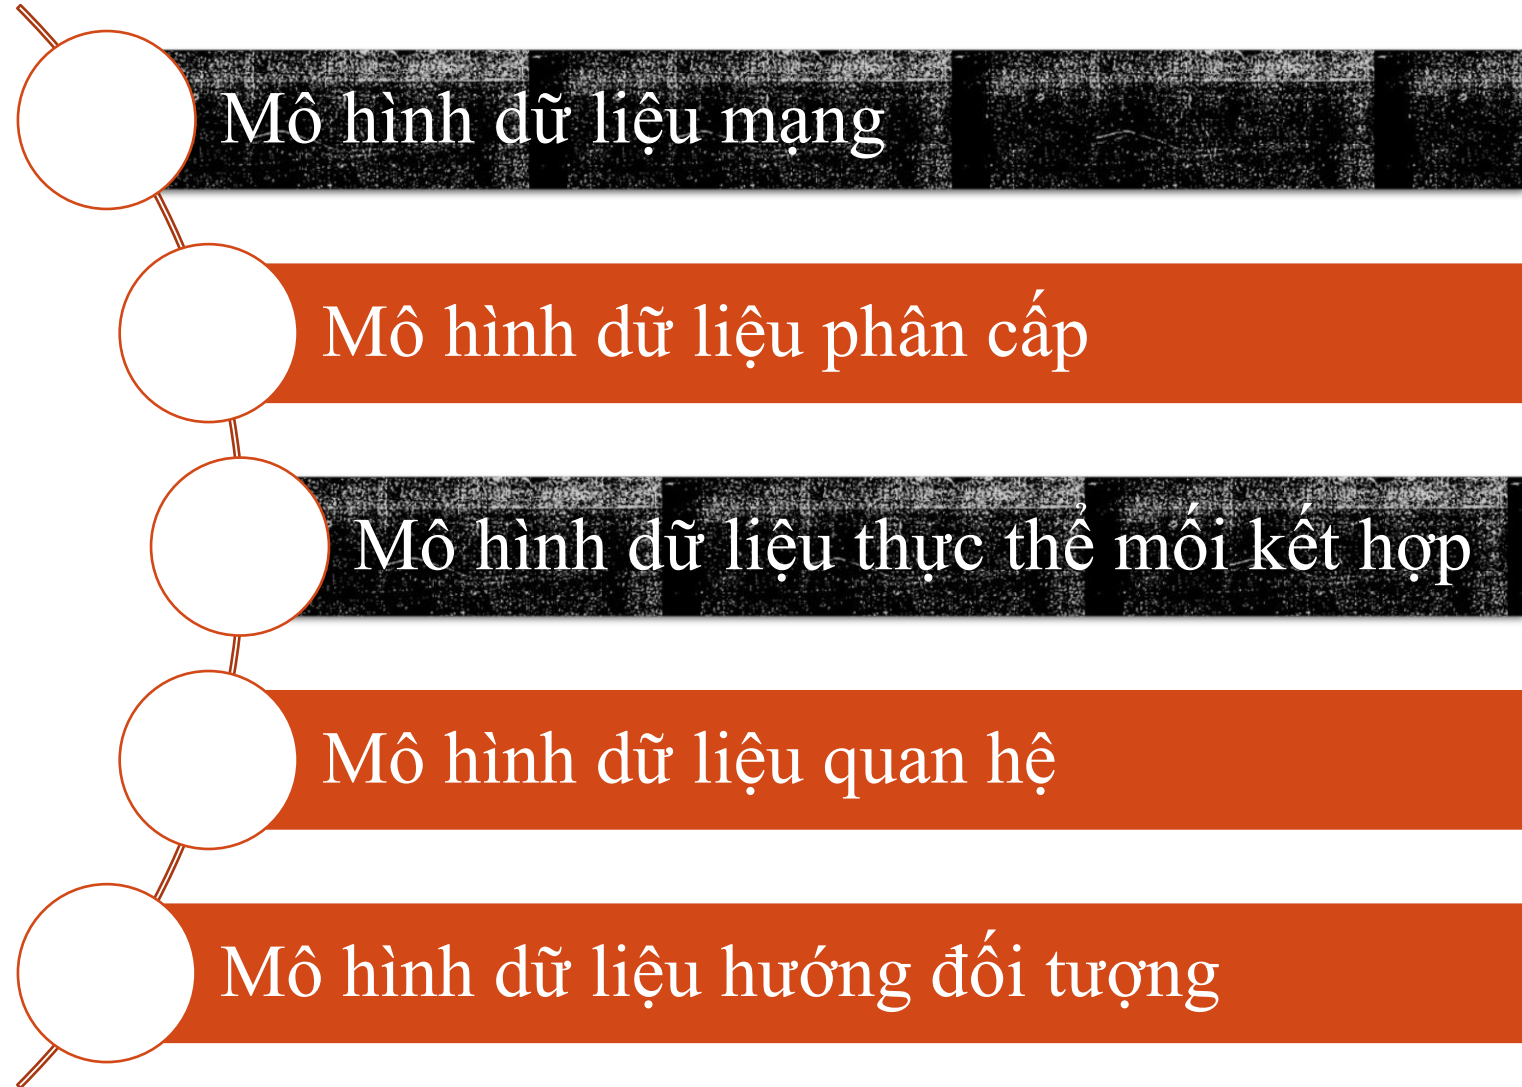 Mô hình dữ liệu mạng
Mô hình dữ liệu phân cấp
Mô hình dữ liệu thực thể mối kết hợp
Mô hình dữ liệu quan hệ
Mô hình dữ liệu hướng đối tượng